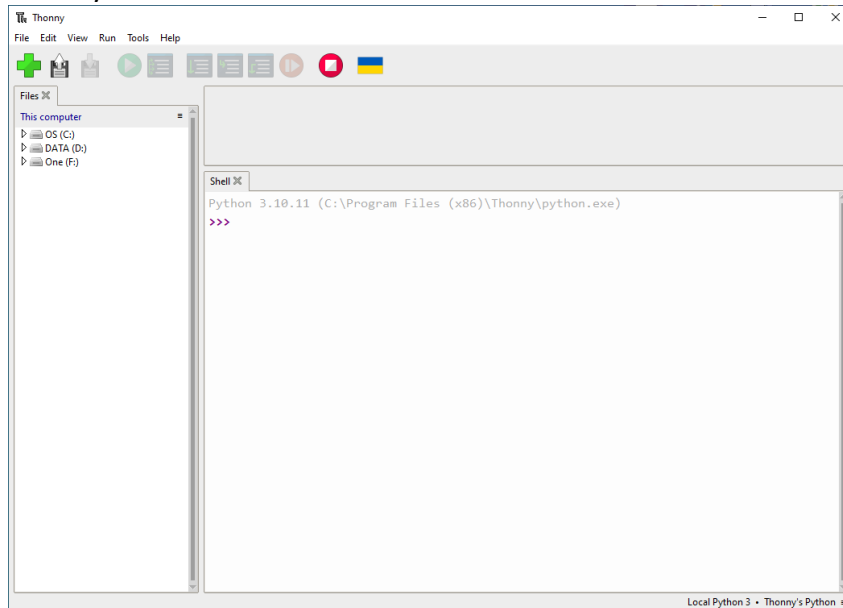 Thonny
File Edit View Run Tools Help
Files
This computer
OS (C:)
DATA (D:)
One (F:)
Shell
Python 3.10.11 (C:\Program Files (x86)\Thonny\python.exe)
>>>
Local Python 3 • Thonny's Python ≡